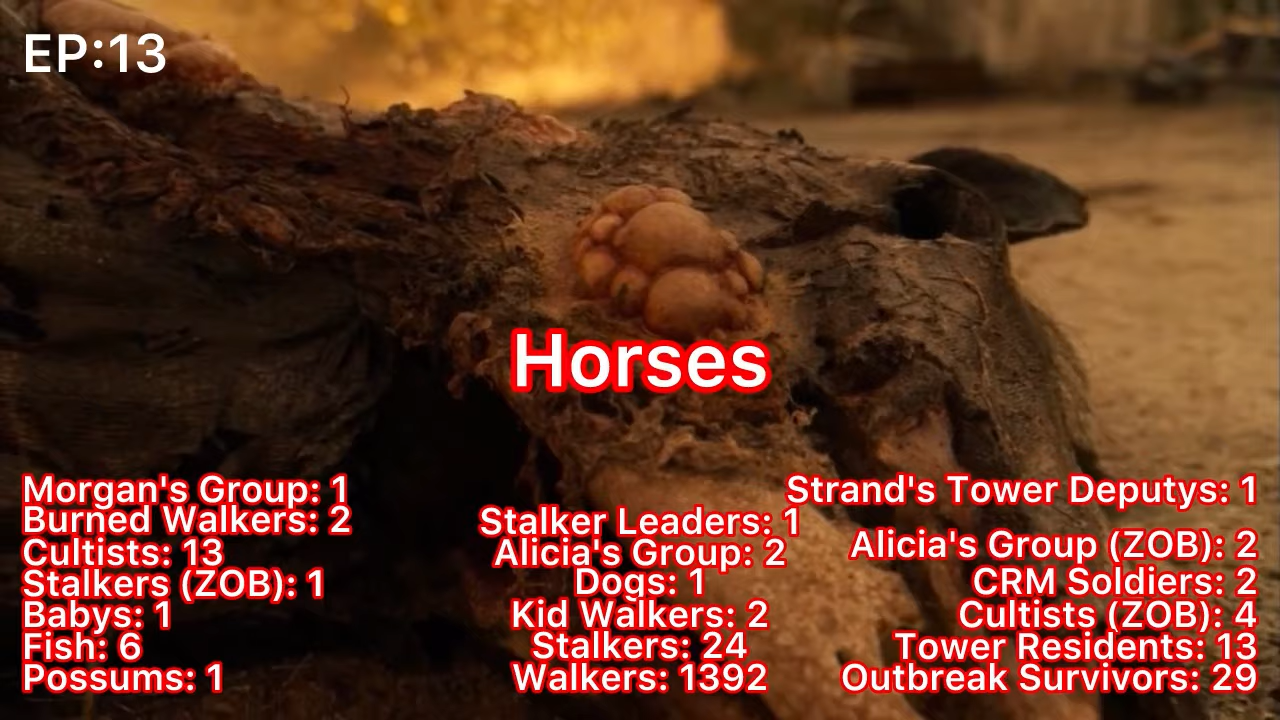 EP:13
Horses
Morgan's Group: 1
Burned Walkers: 2
Cultists: 13
Stalkers (ZOB): 1
Babys: 1
Fish: 6
Possums: 1
Stalker Leaders: 1
Alicia's Group: 2
Dogs: 1
Kid Walkers: 2
Stalkers: 24
Walkers: 1392
Strand's Tower Deputys: 1
Alicia's Group (ZOB): 2
CRM Soldiers: 2
Cultists (ZOB): 4
Tower Residents: 13
Outbreak Survivors: 29